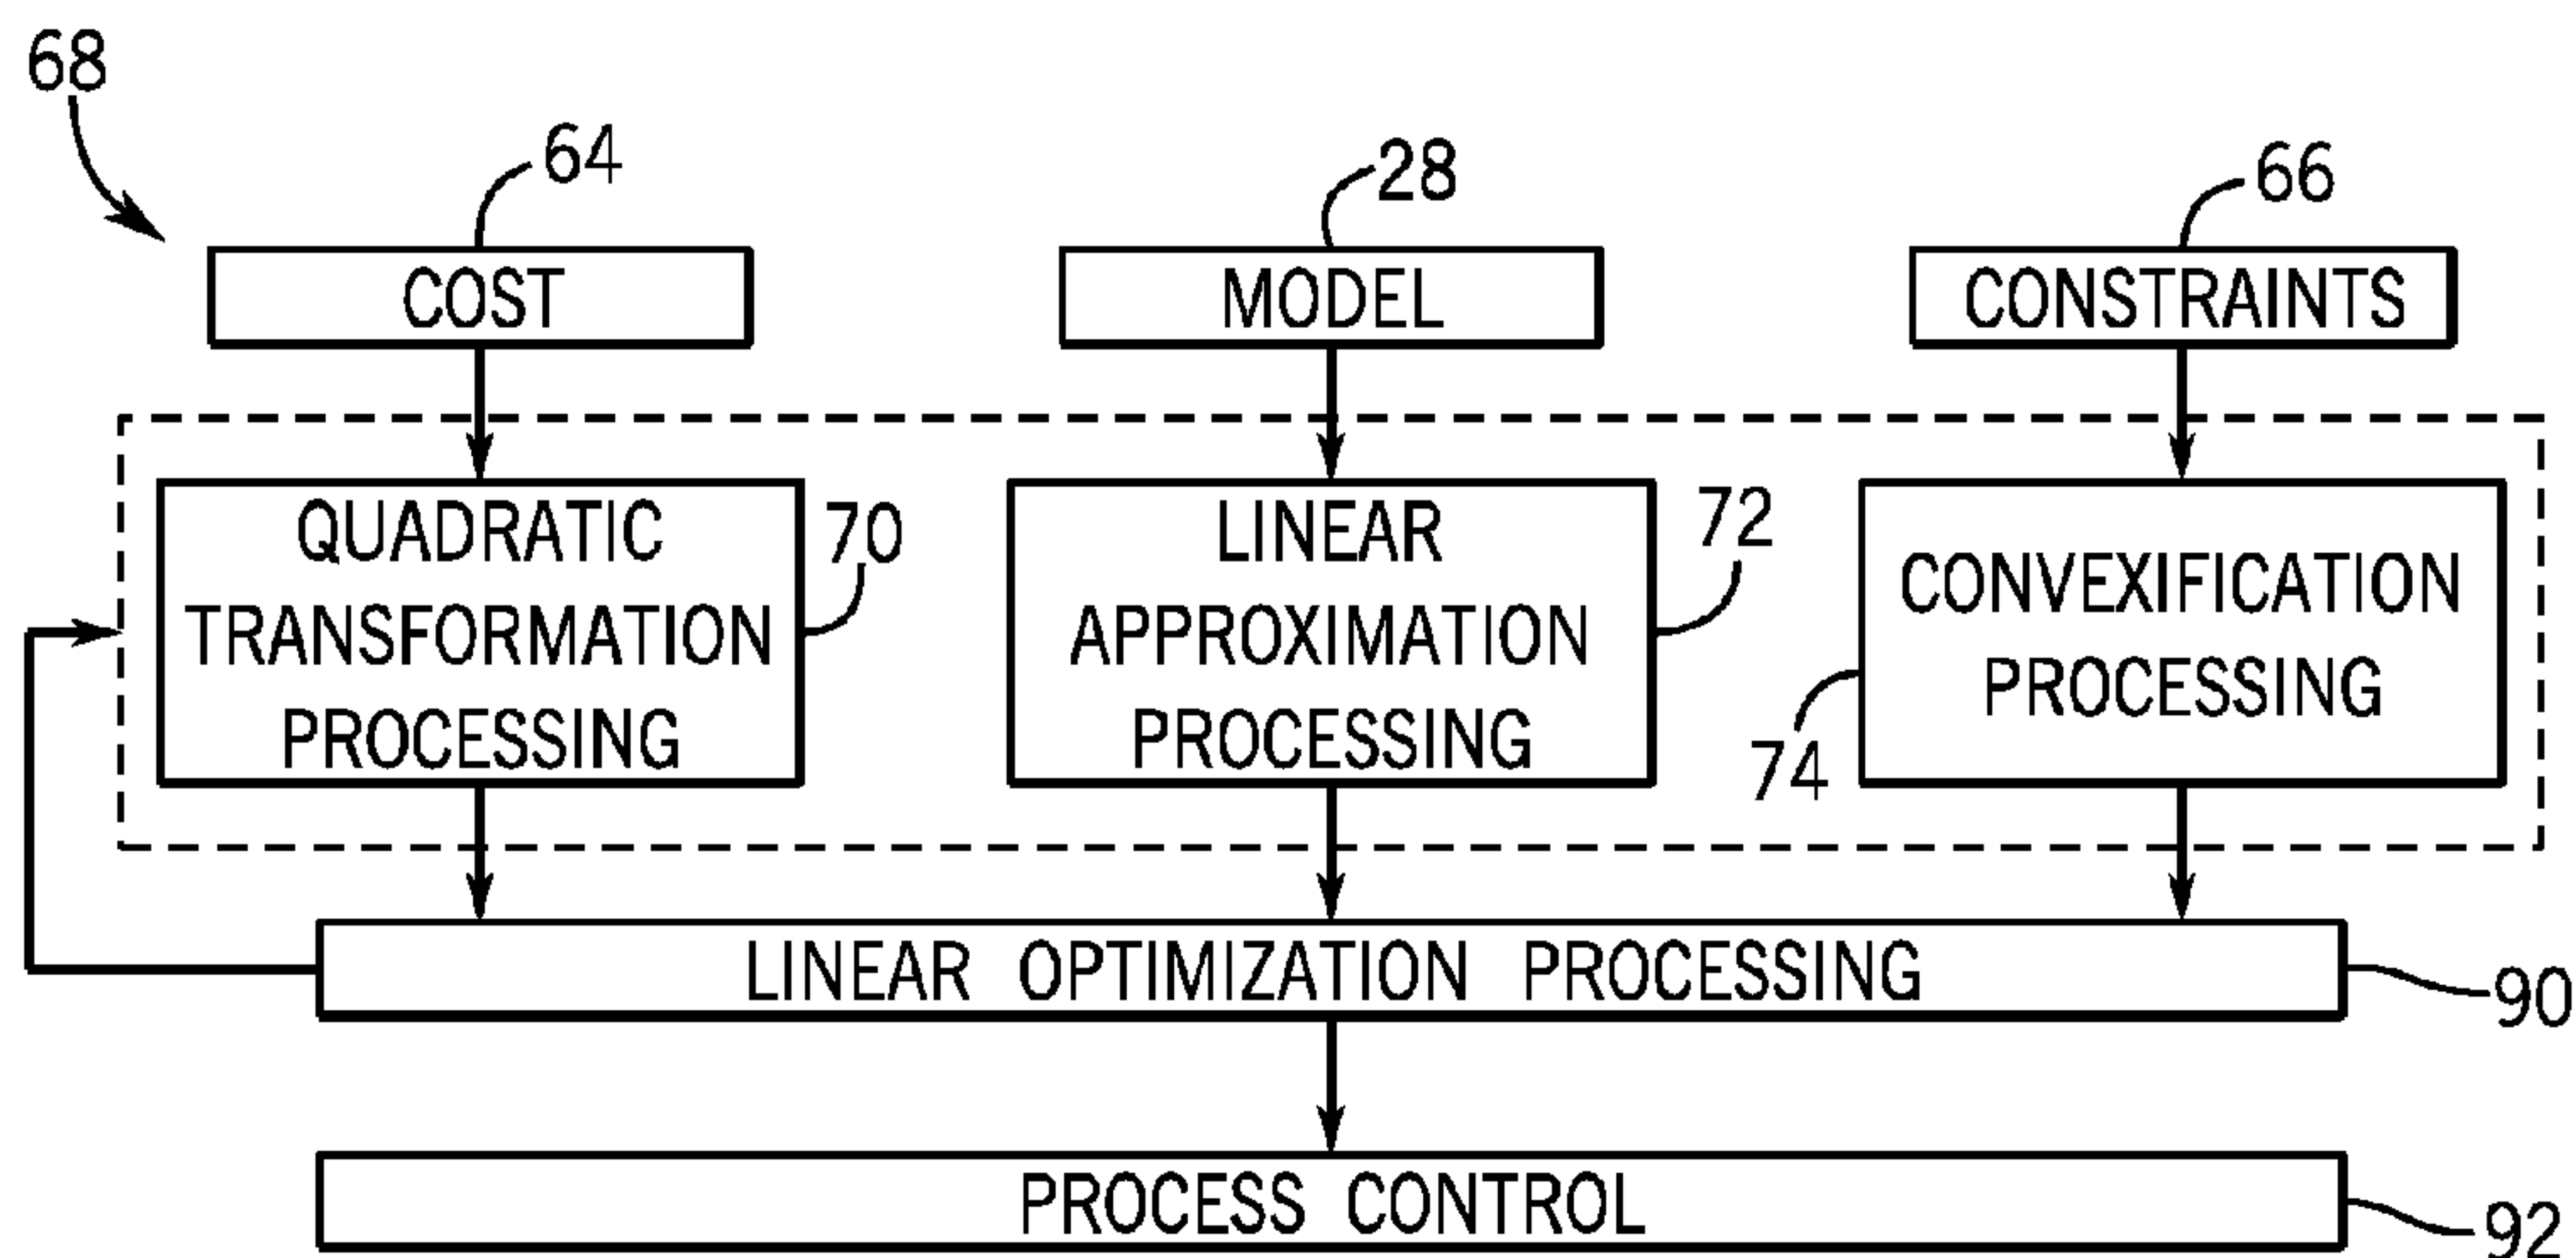 68
64
28
66
COST
MODEL
CONSTRAINTS
QUADRATIC
TRANSFORMATION
PROCESSING
70
LINEAR
APPROXIMATION
PROCESSING
72
CONVEXIFICATION
PROCESSING
74
LINEAR OPTIMIZATION PROCESSING
90
PROCESS CONTROL
92